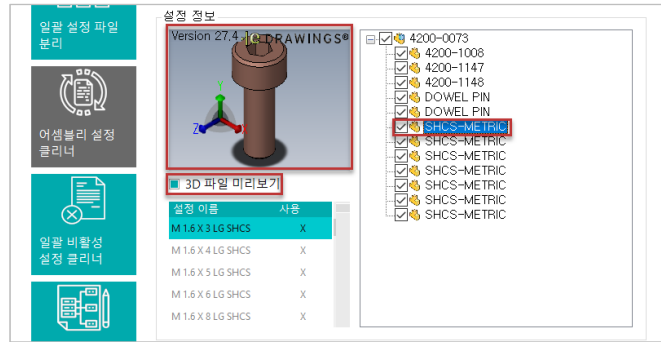 일괄 설정 파일
분리
어셈블리 설정
클리너
일괄 비활성
설정 클리너
설정 정보
Version 27,4
DRAWINGS®
Y
Z
3D 파일 미리보기
설정 이름 사용
M 1.6 X 3 LG SHCS X
M 1.6 X 4 LG SHCS X
M 1.6 X 5 LG SHCS X
M 1.6 X 6 LG SHCS X
M 1.6 X 8 LG SHCS X
4200-0073
4200-1008
4200-1147
4200-1148
DOWEL PIN
DOWEL PIN
SHCS-METRIC
SHCS-METRIC
SHCS-METRIC
SHCS-METRIC
SHCS-METRIC
SHCS-METRIC
SHCS-METRIC